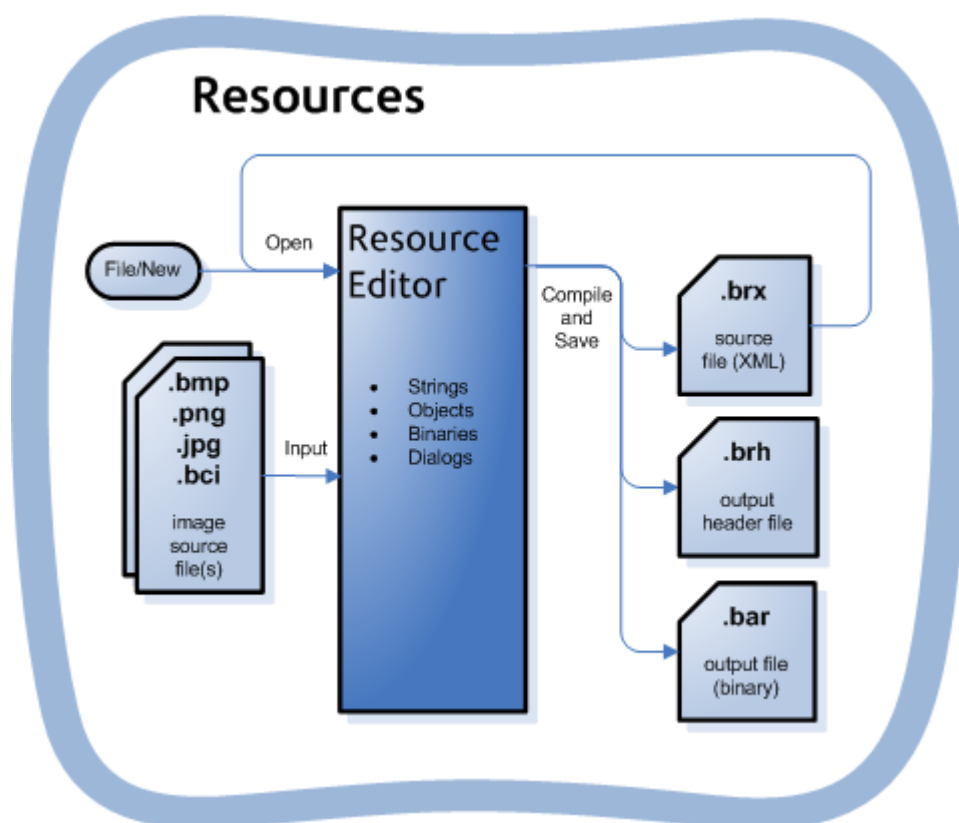 Resources
Open
File/New
Resource
Editor
• Strings
• Objects
• Binaries
• Dialogs
.bmp
.png
.jpg
.bci
image
source
file(s)
Input
Compile
and
Save
.brx
source
file (XML)
.brh
output
header file
.bar
output file
(binary)